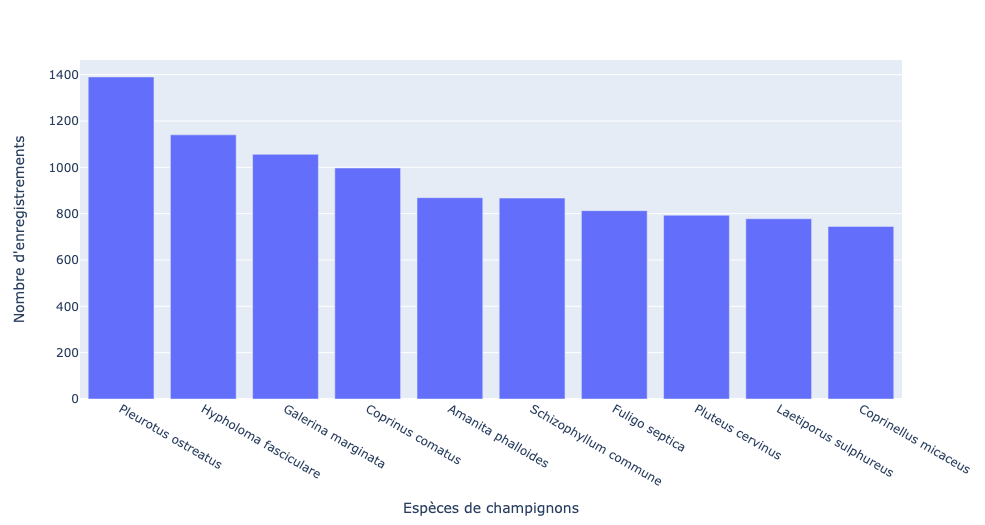 1400
1200
1000
800
600
400
200
0
Nombre d'enregistrements
Pleurotus ostreatus
Hypholoma fasciculare
Galerina marginata
Coprinus comatus
Amanita phalloides
Schizophyllum commune
Fuligo septica
Pluteus cervinus
Laetiporus sulphureus
Coprinellus micaceus
Espèces de champignons